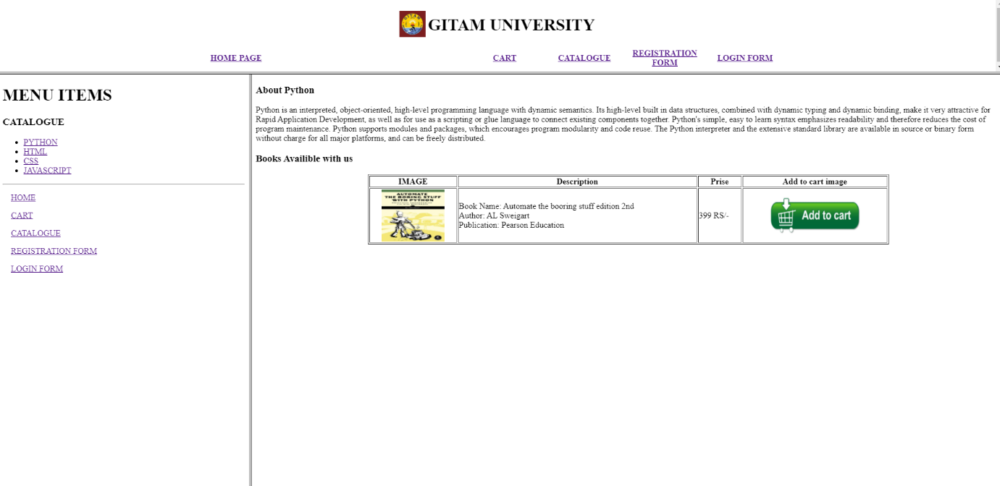 GITAM UNIVERSITY
HOME PAGE
CART
CATALOGUE
REGISTRATION
FORM
LOGIN FORM
MENU ITEMS
CATALOGUE
PYTHON
HTML
CSS
JAVASCRIPT
HOME
CART
CATALOGUE
REGISTRATION FORM
LOGIN FORM
About Python
Python is an interpreted, object-oriented, high-level programming language with dynamic semantics. Its high-level built in data structures, combined with dynamic typing and dynamic binding, make it very attractive for
Rapid Application Development, as well as for use as a scripting or glue language to connect existing components together. Python's simple, easy to learn syntax emphasizes readability and therefore reduces the cost of
program maintenance. Python supports modules and packages, which encourages program modularity and code reuse. The Python interpreter and the extensive standard library are available in source or binary form
without charge for all major platforms, and can be freely distributed.
Books Availible with us
IMAGE Description Prise Add to cart image
AUTOMATE
THE BORING STUFF
WITH PYTHON
Book Name: Automate the booring stuff edition 2nd
Author: AL Sweigart
Publication: Pearson Education
399 RS/-
Add to cart